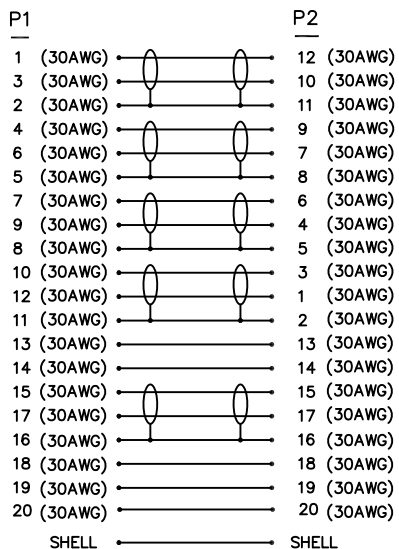 P1 P2
1 (30AWG) 12 (30AWG)
3 (30AWG) 10 (30AWG)
2 (30AWG) 11 (30AWG)
4 (30AWG) 9 (30AWG)
6 (30AWG) 7 (30AWG)
5 (30AWG) 8 (30AWG)
7 (30AWG) 6 (30AWG)
9 (30AWG) 4 (30AWG)
8 (30AWG) 5 (30AWG)
10 (30AWG) 3 (30AWG)
12 (30AWG) 1 (30AWG)
11 (30AWG) 2 (30AWG)
13 (30AWG) 13 (30AWG)
14 (30AWG) 14 (30AWG)
15 (30AWG) 15 (30AWG)
17 (30AWG) 17 (30AWG)
16 (30AWG) 16 (30AWG)
18 (30AWG) 18 (30AWG)
19 (30AWG) 19 (30AWG)
20 (30AWG) 20 (30AWG)
SHELL SHELL